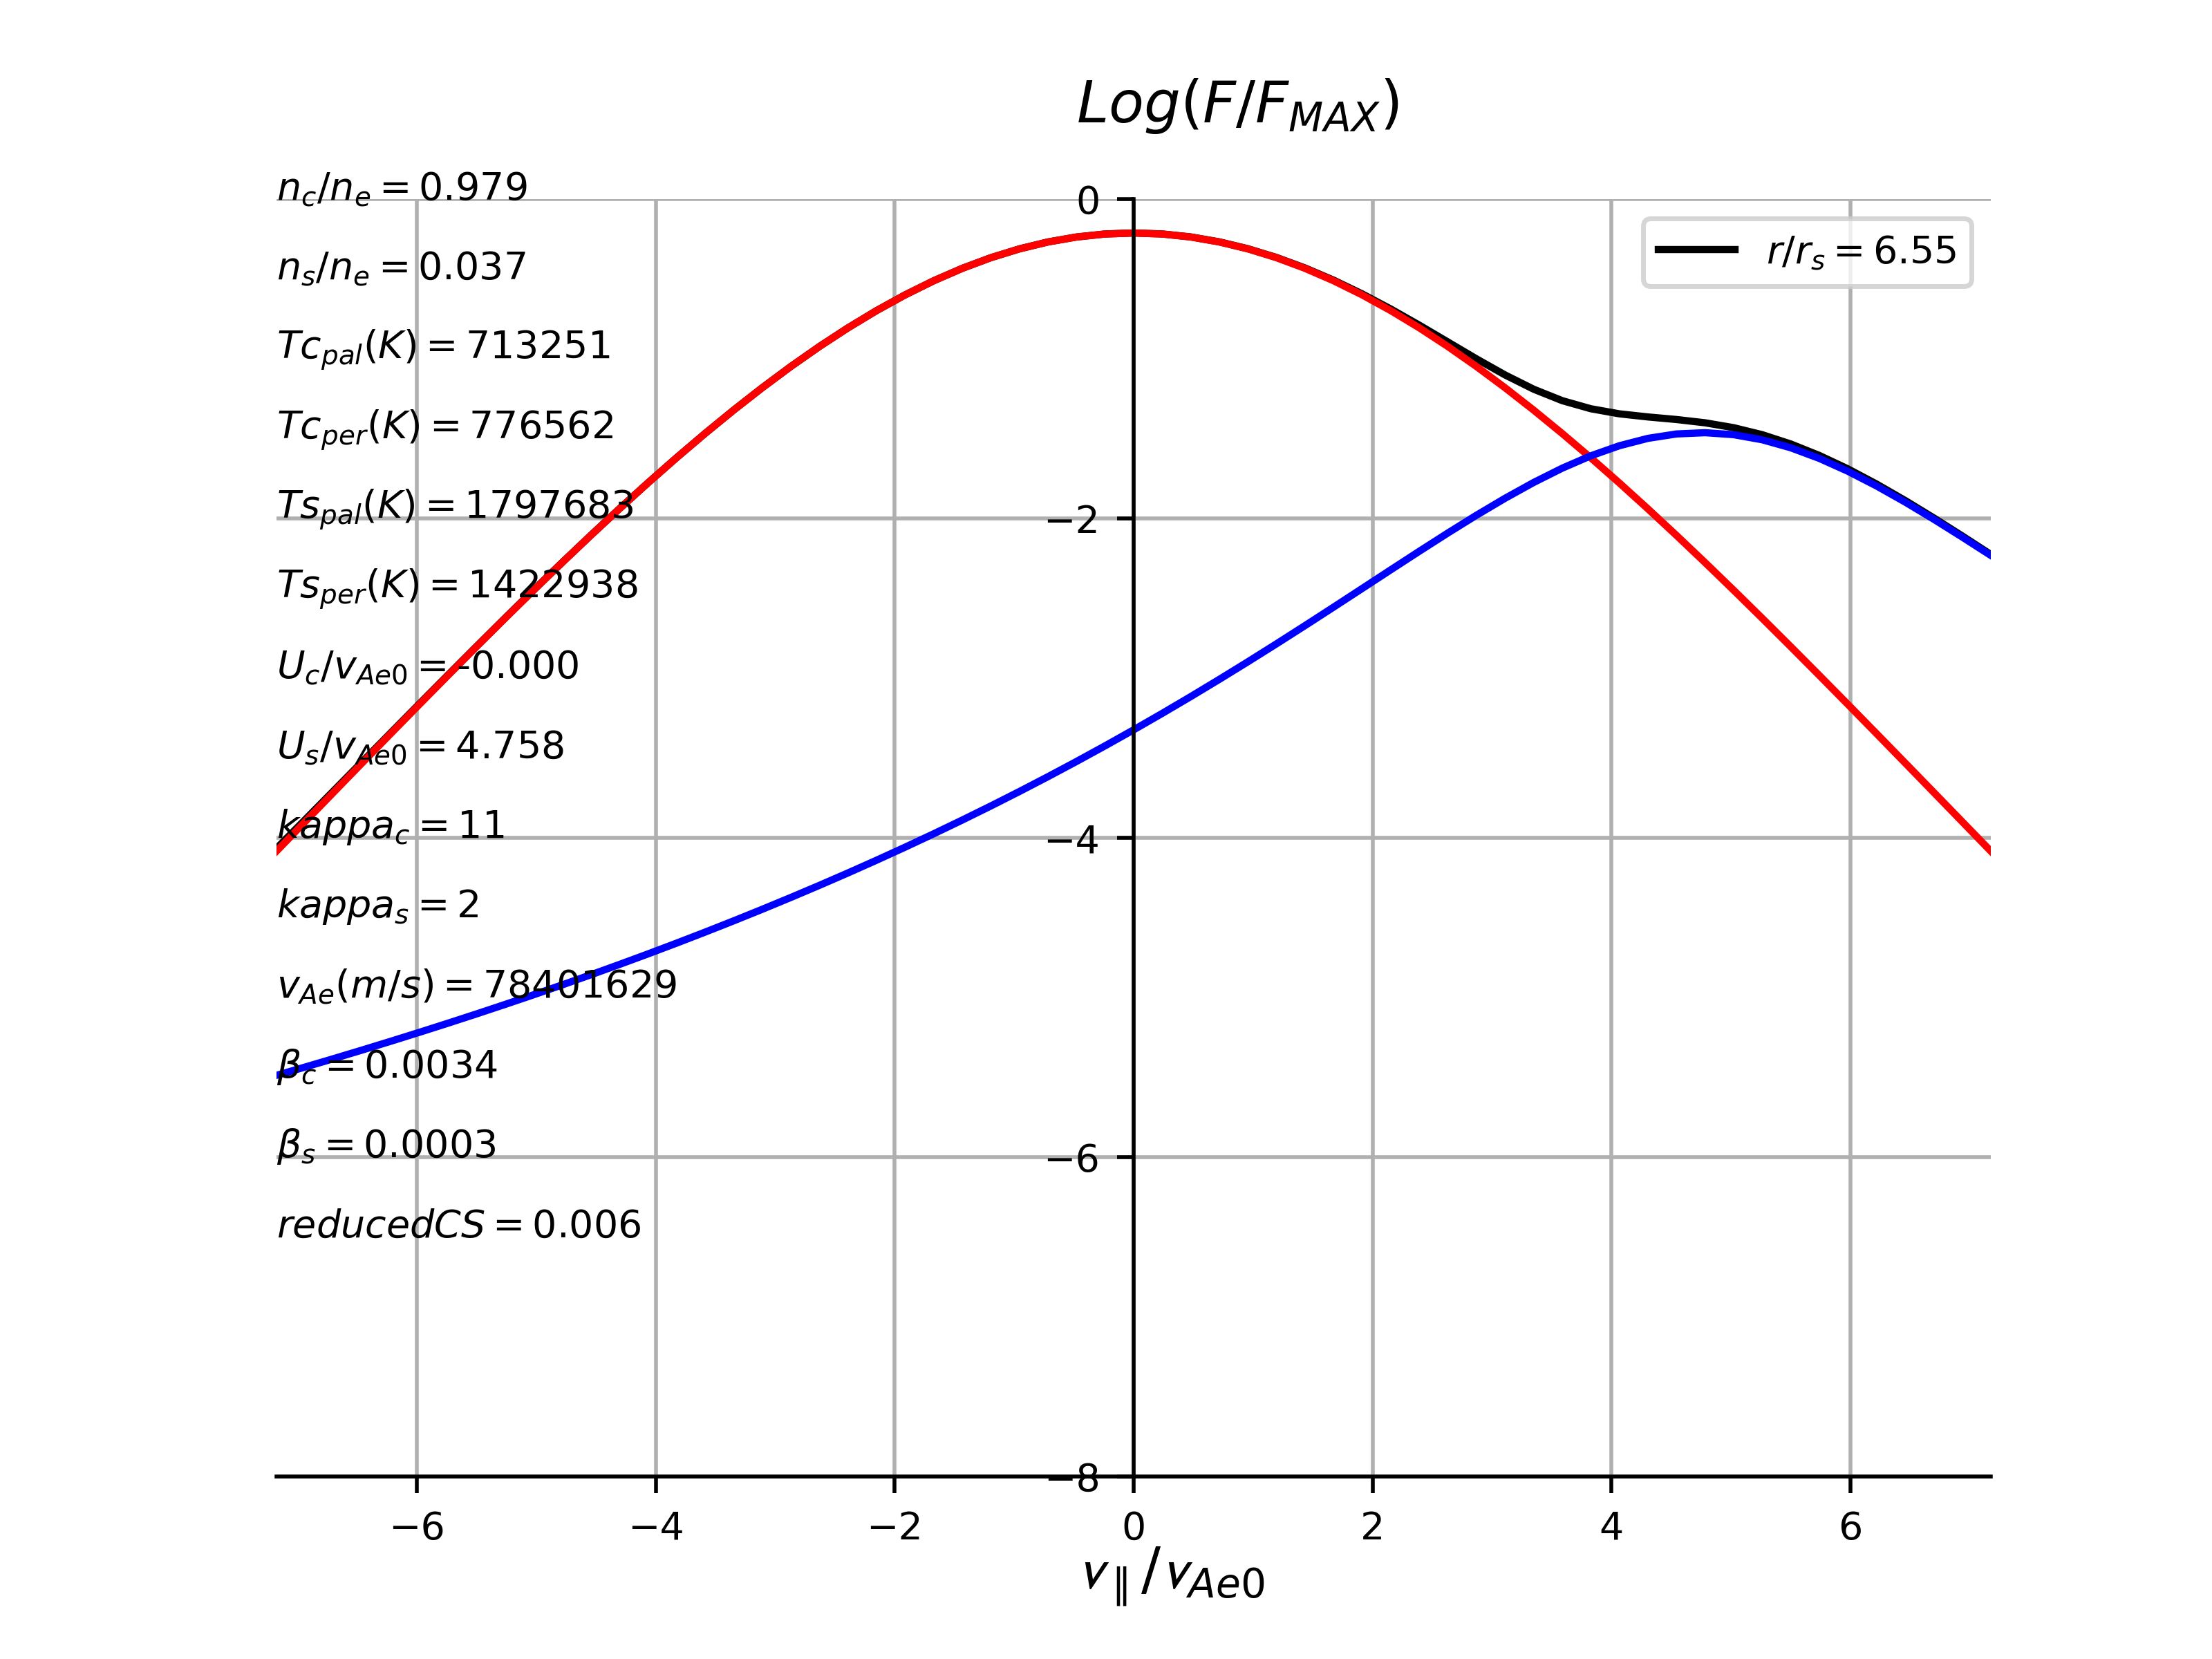 Log(F/F_MAX)
n_c/n_e = 0.979
n_s/n_e = 0.037
Tc_pal(K) = 713251
Tc_per(K) = 776562
Ts_pal(K) = 1797683
Ts_per(K) = 1422938
U_c/v_Ae0 = -0.000
U_s/v_Ae0 = 4.758
kappa_c = 11
kappa_s = 2
v_Ae(m/s) = 78401629
β_c = 0.0034
β_s = 0.0003
reducedCS = 0.006
r/r_s = 6.55
0
−2
−4
−6
−8
−6 −4 −2 0 2 4 6
v_∥/v_Ae0